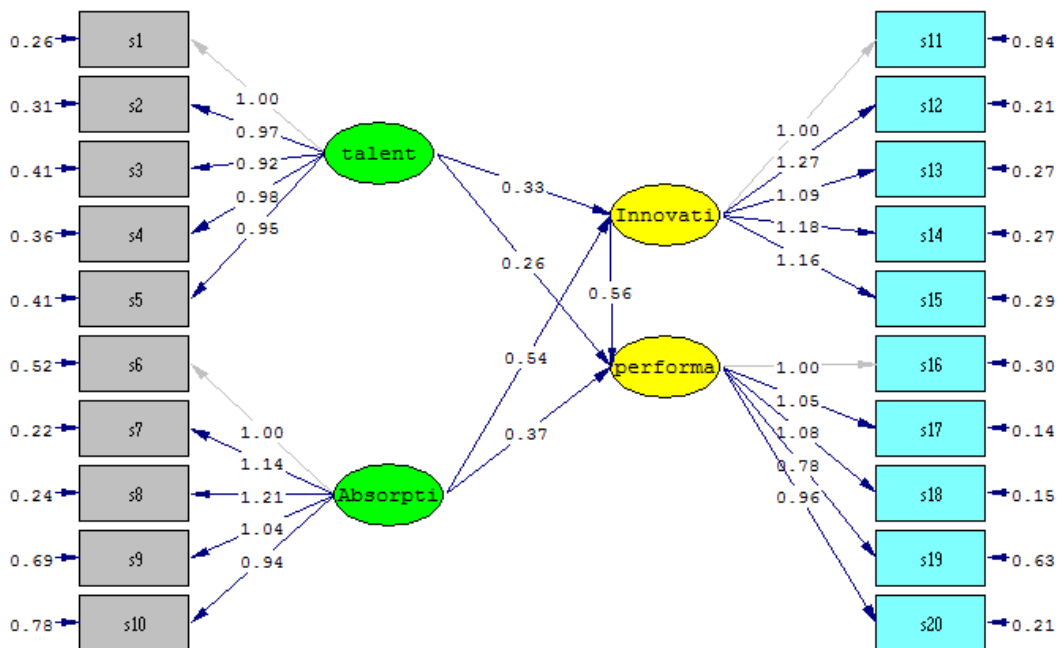 0.26 s1 s11 0.84
0.31 s2 1.00 s12 0.21
0.97 1.00
talent 1.27
0.41 s3 0.92 s13 0.27
0.98 0.33 1.09
0.36 s4 0.95 Innovati 1.18 s14 0.27
0.26 1.16
0.41 s5 0.56 s15 0.29
0.54
0.52 s6 performa 1.00 s16 0.30
1.05
0.22 s7 1.00 0.37 1.08 s17 0.14
1.14 0.78
0.24 s8 1.21 Absorpti 0.96 s18 0.15
1.04
0.69 s9 0.94 s19 0.63
0.78 s10 s20 0.21